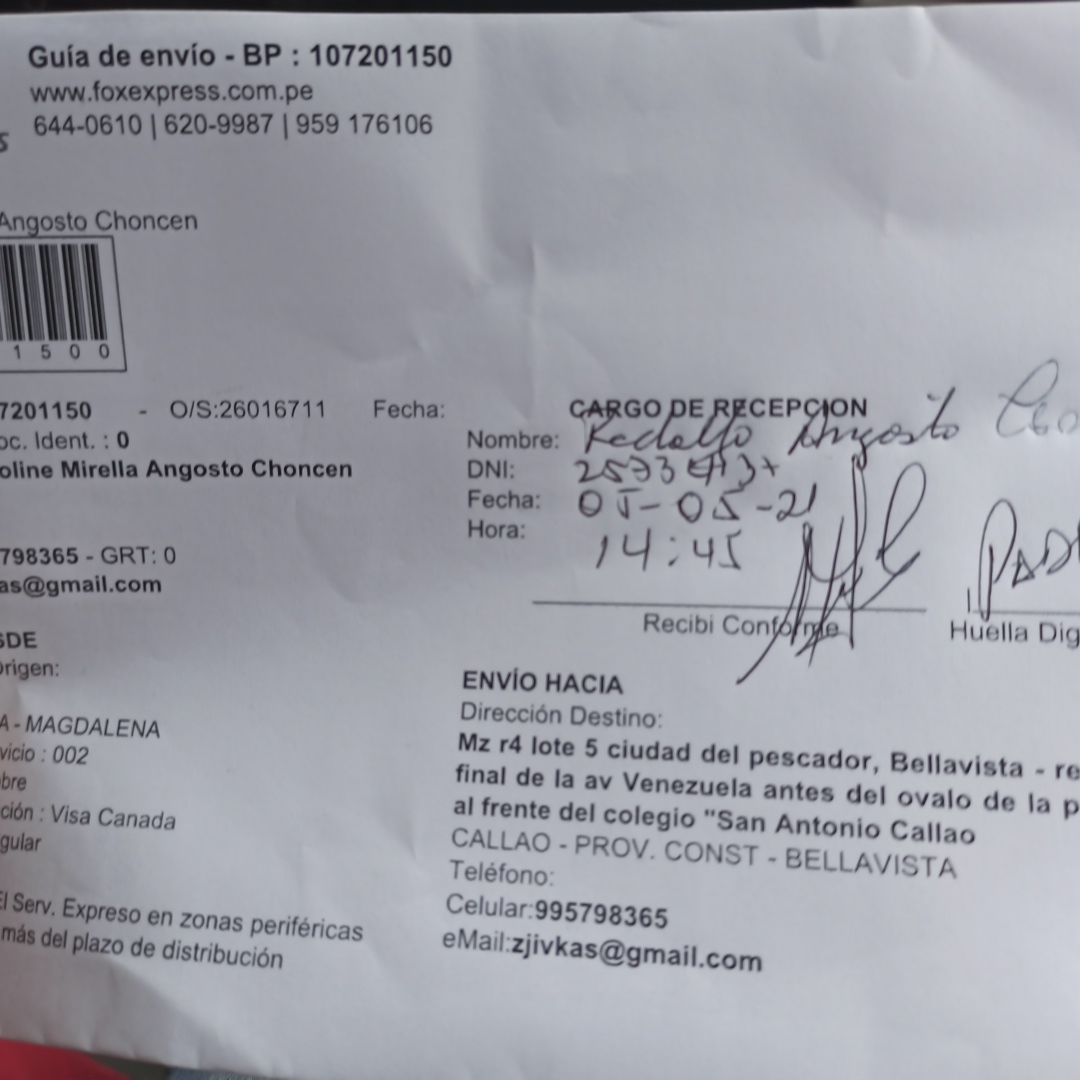 Guía de envío - BP : 107201150
www.foxexpress.com.pe
644-0610 | 620-9987 | 959 176106
s
Angosto Choncen
1 5 0 0
7201150 - O/S:26016711 Fecha:
oc. Ident. : 0
oline Mirella Angosto Choncen
798365 - GRT: 0
as@gmail.com
SDE
Origen:
A - MAGDALENA
vicio : 002
bre
ción : Visa Canada
gular
El Serv. Expreso en zonas periféricas
más del plazo de distribución
CARGO DE RECEPCION
Nombre: Angosto
DNI:
Fecha: 05-05-21
Hora: 14:45
Recibi Conforme
Huella Dig
ENVÍO HACIA
Dirección Destino:
Mz r4 lote 5 ciudad del pescador, Bellavista - re
final de la av Venezuela antes del ovalo de la p
al frente del colegio "San Antonio Callao
CALLAO - PROV. CONST - BELLAVISTA
Teléfono:
Celular:995798365
eMail:zjivkas@gmail.com